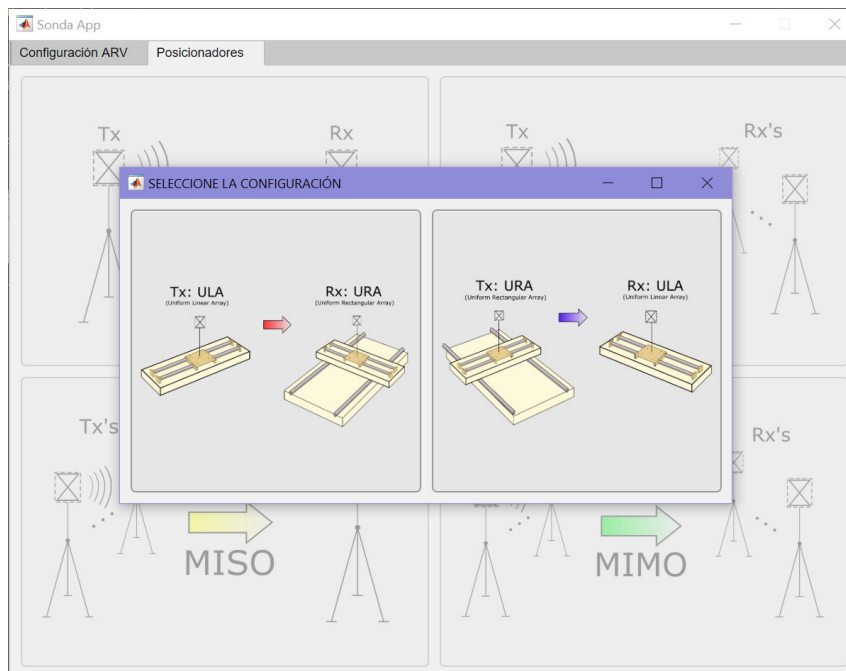 Sonda App
Configuración ARV
Posicionadores
Tx
Rx
Tx
Rx's
SELECCIONE LA CONFIGURACIÓN
Tx: ULA
(Uniform Linear Array)
Rx: URA
(Uniform Rectangular Array)
Tx: URA
(Uniform Rectangular Array)
Rx: ULA
(Uniform Linear Array)
Tx's
Rx's
MISO
MIMO